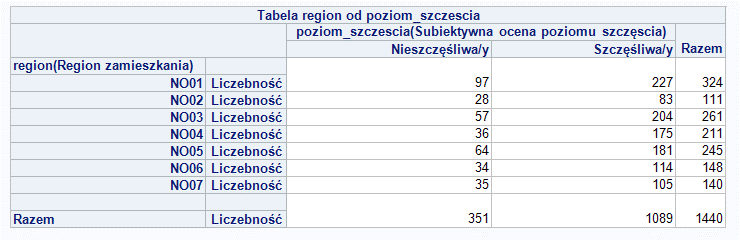 Tabela region od poziom_szczescia
poziom_szczescia(Subiektywna ocena poziomu szczęscia)
Nieszczęśliwa/y Szczęśliwa/y Razem
region(Region zamieszkania)
NO01 Liczebność 97 227 324
NO02 Liczebność 28 83 111
NO03 Liczebność 57 204 261
NO04 Liczebność 36 175 211
NO05 Liczebność 64 181 245
NO06 Liczebność 34 114 148
NO07 Liczebność 35 105 140
Razem Liczebność 351 1089 1440